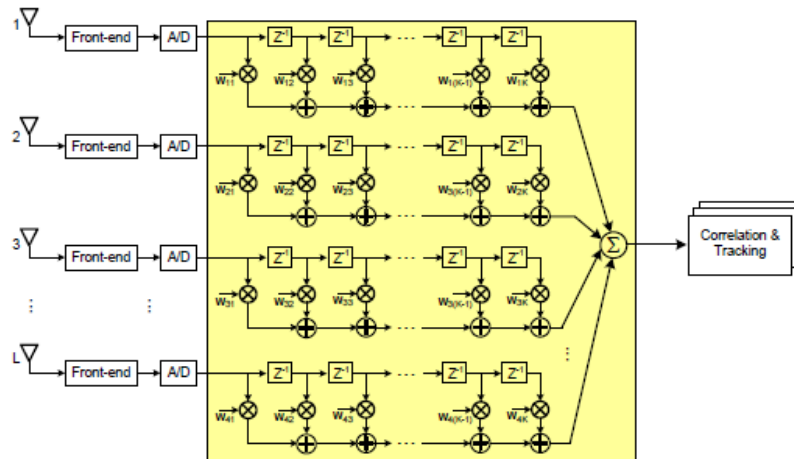 1 Front-end A/D Z⁻¹ Z⁻¹ ... Z⁻¹ Z⁻¹
W₁₁ W₁₂ W₁₃ W₁₍K₋₁₎ W₁K
...
2 Front-end A/D Z⁻¹ Z⁻¹ ... Z⁻¹ Z⁻¹
W₂₁ W₂₂ W₂₃ W₃₍K₋₁₎ W₂K
...
Σ
Correlation &
Tracking
3 Front-end A/D Z⁻¹ Z⁻¹ ... Z⁻¹ Z⁻¹
W₃₁ W₃₂ W₃₃ W₃₍K₋₁₎ W₃K
...
L Front-end A/D Z⁻¹ Z⁻¹ ... Z⁻¹ Z⁻¹
W₄₁ W₄₂ W₄₃ W₄₍K₋₁₎ W₄K
...